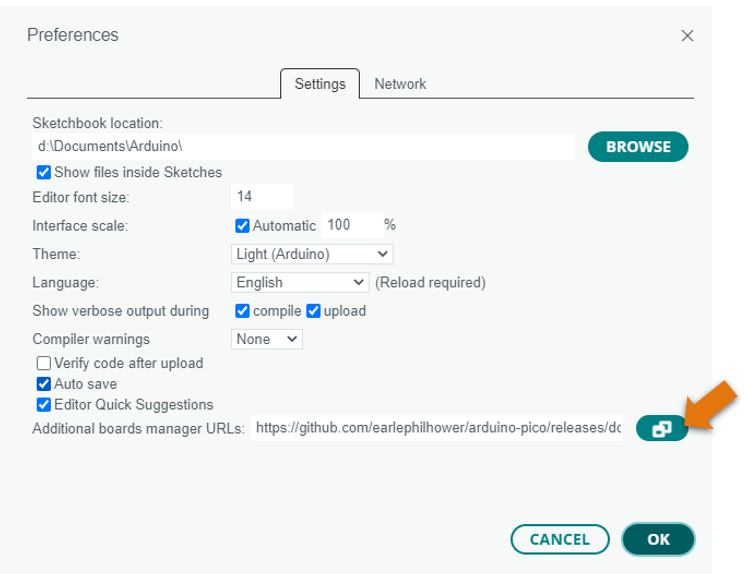 Preferences
Settings Network
Sketchbook location:
d:\Documents\Arduino\
BROWSE
Show files inside Sketches
Editor font size: 14
Interface scale: Automatic 100 %
Theme: Light (Arduino)
Language: English (Reload required)
Show verbose output during compile upload
Compiler warnings None
Verify code after upload
Auto save
Editor Quick Suggestions
Additional boards manager URLs: https://github.com/earlephilhower/arduino-pico/releases/dc
CANCEL OK